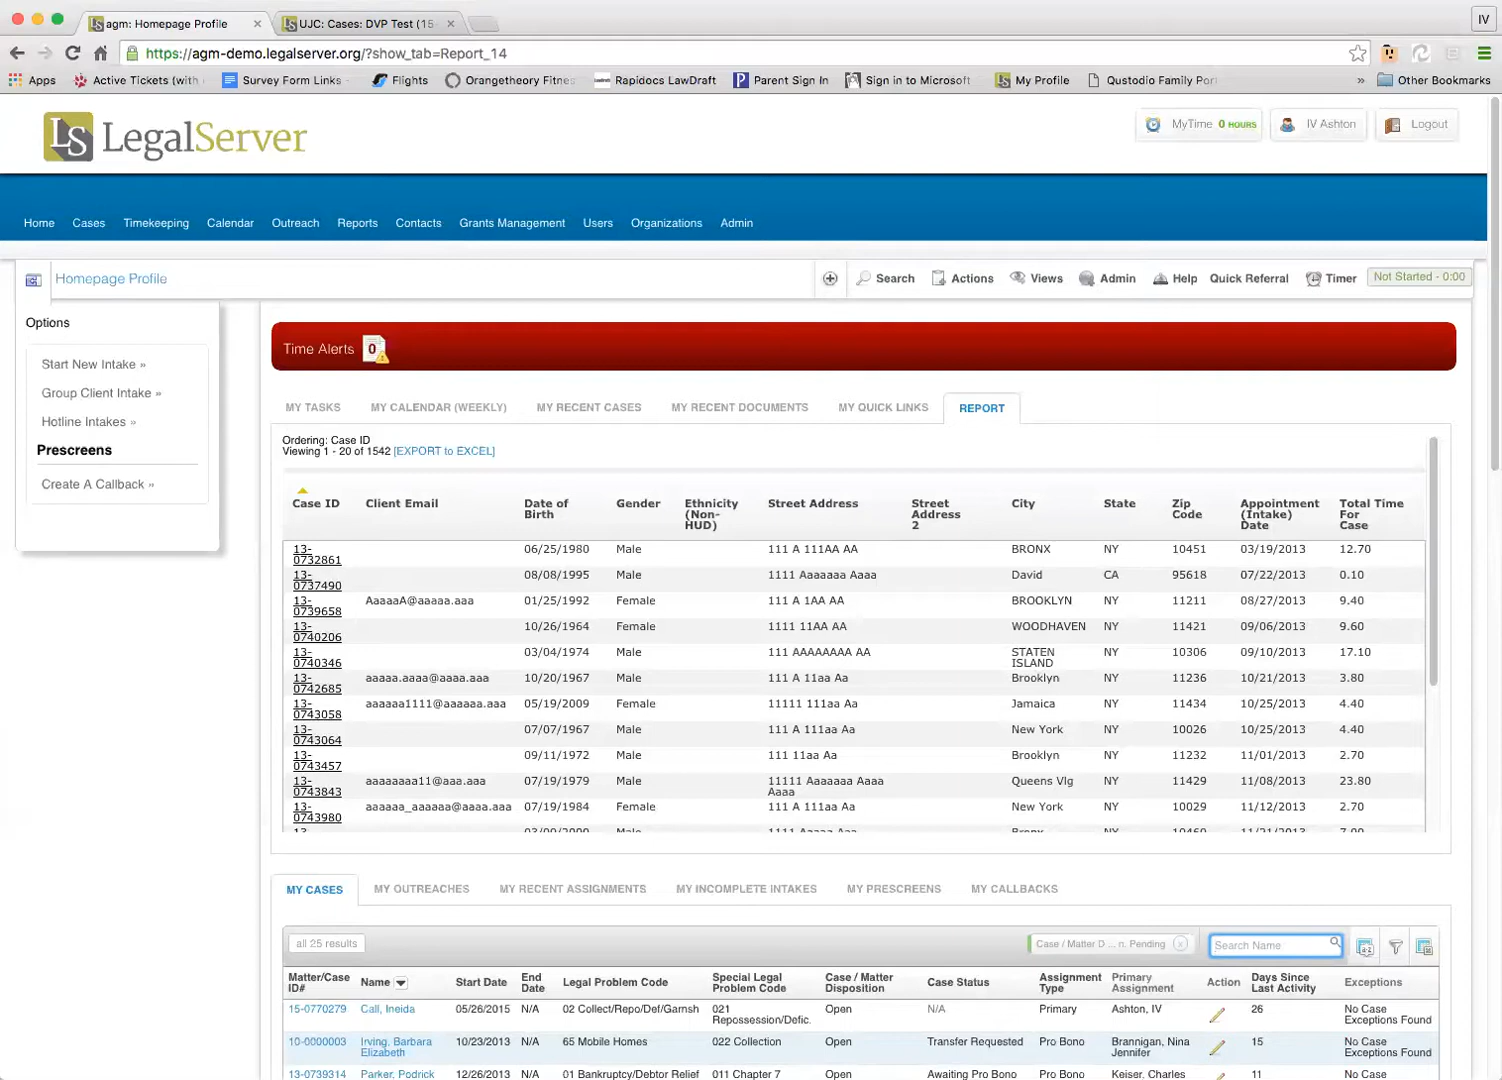 agm: Homepage Profile
UJC: Cases: DVP Test (15
IV
https://agm-demo.legalserver.org/?show_tab=Report_14
Apps
Active Tickets (with
Survey Form Links
Flights
Orangetheory Fitnes
Rapidocs LawDraft
Parent Sign In
Sign in to Microsoft
My Profile
Qustodio Family Por
»
Other Bookmarks
LS LegalServer
MyTime 0 HOURS
IV Ashton
Logout
Home Cases Timekeeping Calendar Outreach Reports Contacts Grants Management Users Organizations Admin
Homepage Profile
Search Actions Views Admin Help Quick Referral Timer Not Started - 0:00
Options
Start New Intake »
Group Client Intake »
Hotline Intakes »
Prescreens
Create A Callback »
Time Alerts 0
MY TASKS MY CALENDAR (WEEKLY) MY RECENT CASES MY RECENT DOCUMENTS MY QUICK LINKS REPORT
Ordering: Case ID
Viewing 1 - 20 of 1542 [EXPORT to EXCEL]
Case ID Client Email Date of Birth Gender Ethnicity (Non-HUD) Street Address Street Address 2 City State Zip Code Appointment (Intake) Date Total Time For Case
13-0732861 06/25/1980 Male 111 A 111AA AA BRONX NY 10451 03/19/2013 12.70
13-0737490 08/08/1995 Male 1111 Aaaaaaa Aaaa David CA 95618 07/22/2013 0.10
13-0739658 AaaaaA@aaaaa.aaa 01/25/1992 Female 111 A 1AA AA BROOKLYN NY 11211 08/27/2013 9.40
13-0740206 10/26/1964 Female 1111 11AA AA WOODHAVEN NY 11421 09/06/2013 9.60
13-0740346 03/04/1974 Male 111 AAAAAAAA AA STATEN ISLAND NY 10306 09/10/2013 17.10
13-0742685 aaaaa.aaaa@aaaa.aaa 10/20/1967 Male 111 A 11aa Aa Brooklyn NY 11236 10/21/2013 3.80
13-0743058 aaaaaa1111@aaaaaa.aaa 05/19/2009 Female 11111 111aa Aa Jamaica NY 11434 10/25/2013 4.40
13-0743064 07/07/1967 Male 111 A 111aa Aa New York NY 10026 10/25/2013 4.40
13-0743457 09/11/1972 Male 111 11aa Aa Brooklyn NY 11232 11/01/2013 2.70
13-0743843 aaaaaaaa11@aaa.aaa 07/19/1979 Male 11111 Aaaaaaa Aaaa Aaaa Queens Vlg NY 11429 11/08/2013 23.80
13-0743980 aaaaaa_aaaaaa@aaaa.aaa 07/19/1984 Female 111 A 111aa Aa New York NY 10029 11/12/2013 2.70
MY CASES MY OUTREACHES MY RECENT ASSIGNMENTS MY INCOMPLETE INTAKES MY PRESCREENS MY CALLBACKS
all 25 results
Case / Matter D ... n. Pending
Search Name
Matter/Case ID# Name Start Date End Date Legal Problem Code Special Legal Problem Code Case / Matter Disposition Case Status Assignment Type Primary Assignment Action Days Since Last Activity Exceptions
15-0770279 Call, Ineida 05/26/2015 N/A 02 Collect/Repo/Def/Garnsh 021 Repossession/Defic. Open N/A Primary Ashton, IV 26 No Case Exceptions Found
10-0000003 Irving, Barbara Elizabeth 10/23/2013 N/A 65 Mobile Homes 022 Collection Open Transfer Requested Pro Bono Brannigan, Nina Jennifer 15 No Case Exceptions Found
13-0739314 Parker, Podrick 12/26/2013 N/A 01 Bankruptcy/Debtor Relief 011 Chapter 7 Open Awaiting Pro Bono Pro Bono Keiser, Charles 11 No Case